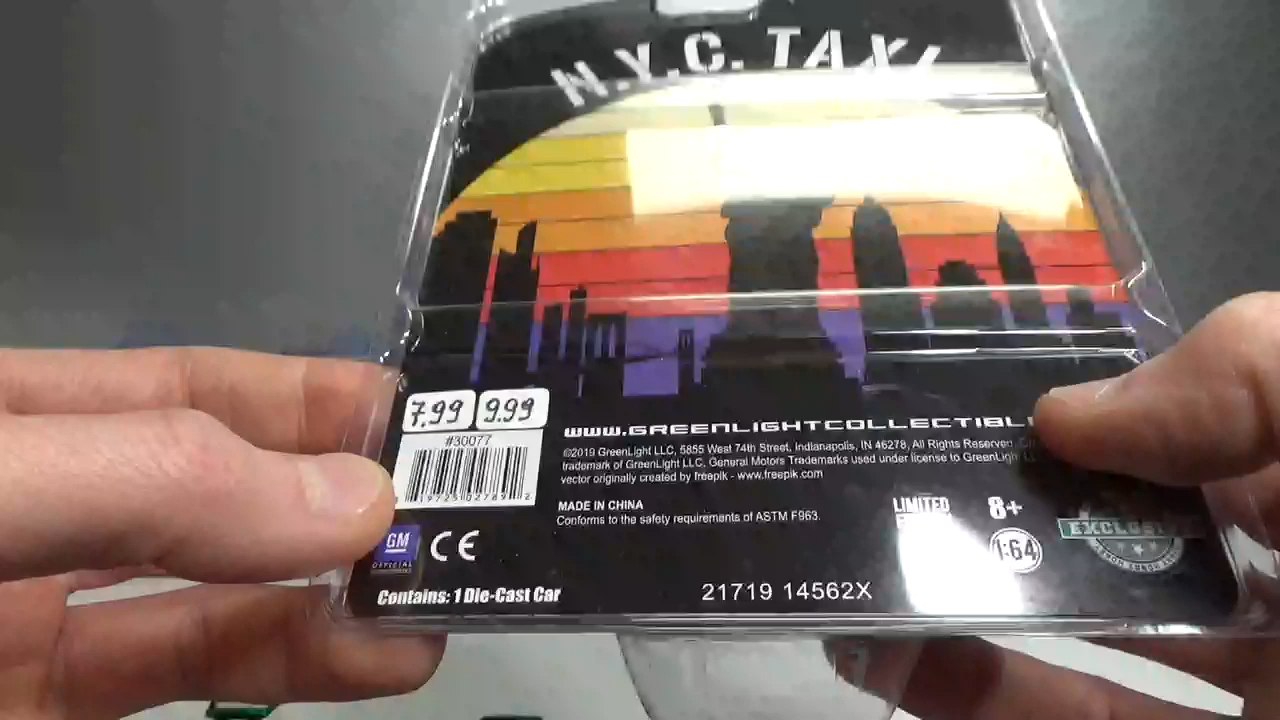 N.Y.C. TAXI
7.99 9.99
#30077
www.GREENLIGHTCOLLECTIBL
©2019 GreenLight LLC, 5855 West 74th Street, Indianapolis, IN 46278, All Rights Reserved.
trademark of GreenLight LLC, General Motors Trademarks used under license to GreenLight
vector originally created by freepik - www.freepik.com
MADE IN CHINA
Conforms to the safety requirements of ASTM F963.
LIMITED
8+
EXCLUSIVE
GM
OFFICIAL
CE
1:64
Contains: 1 Die-Cast Car
21719 14562X